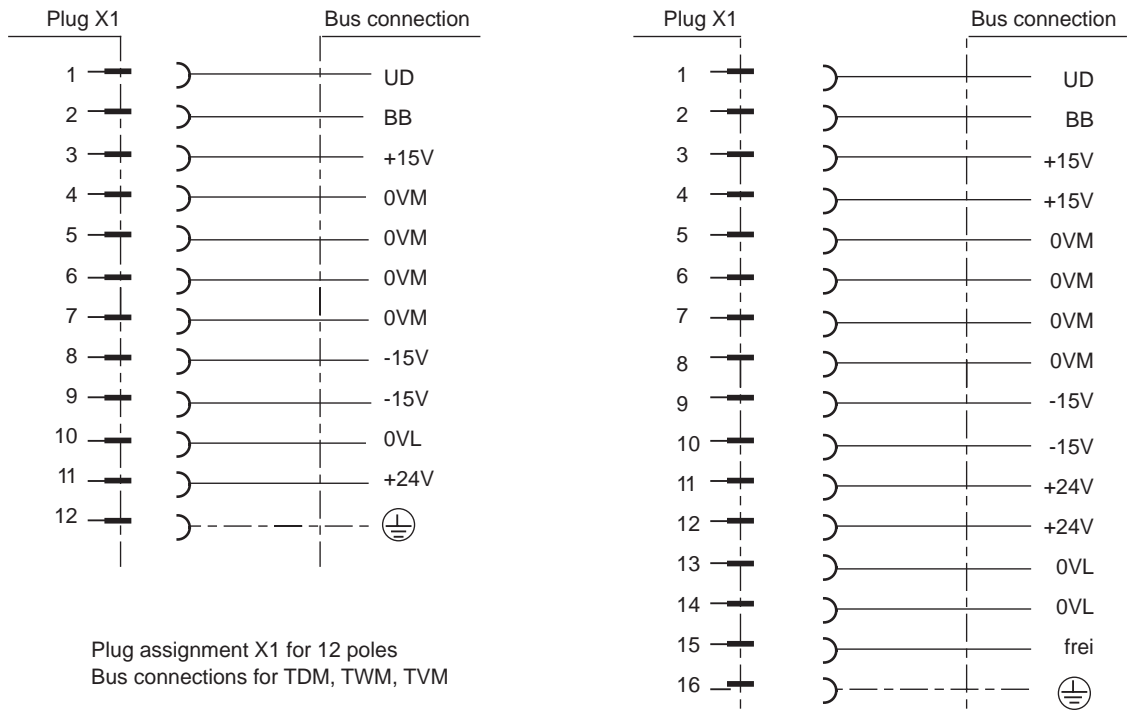 Plug X1 Bus connection
1 UD
2 BB
3 +15V
4 0VM
5 0VM
6 0VM
7 0VM
8 -15V
9 -15V
10 0VL
11 +24V
12
Plug assignment X1 for 12 poles
Bus connections for TDM, TWM, TVM
Plug X1 Bus connection
1 UD
2 BB
3 +15V
4 +15V
5 0VM
6 0VM
7 0VM
8 0VM
9 -15V
10 -15V
11 +24V
12 +24V
13 0VL
14 0VL
15 frei
16